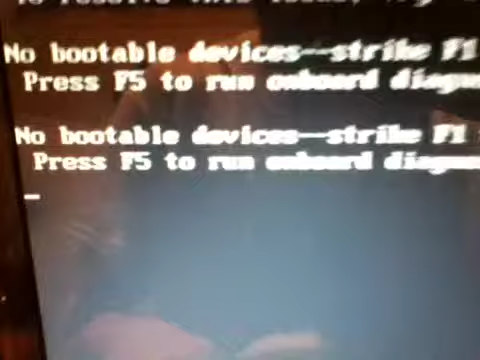 No bootable devices--strike F1
Press F5 to run onboard
No bootable devices--strike F1
Press F5 to run onboard